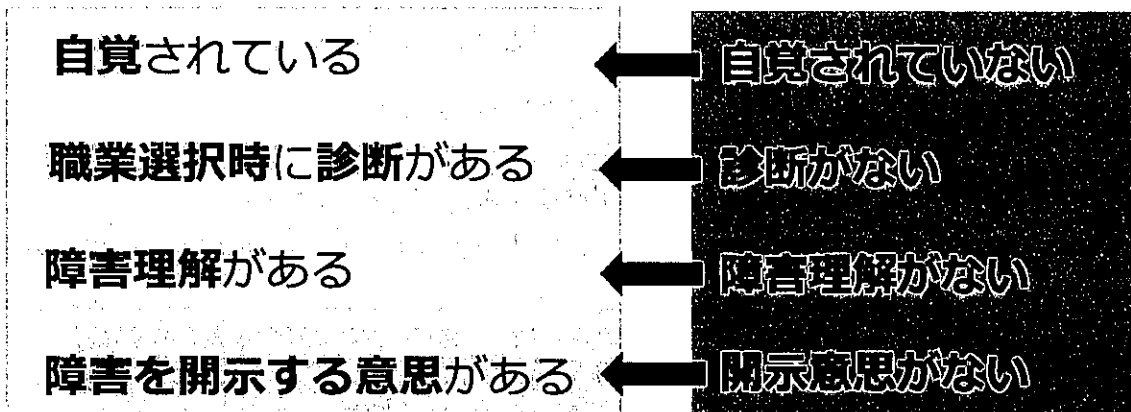 自覚されている
自覚されていない
職業選択時に診断がある
診断がない
障害理解がある
障害理解がない
障害を開示する意思がある
開示意思がない